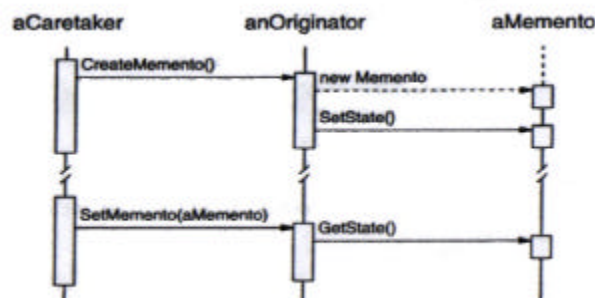 aCaretaker anOriginator aMemento
CreateMemento()
new Memento
SetState()
SetMemento(aMemento)
GetState()